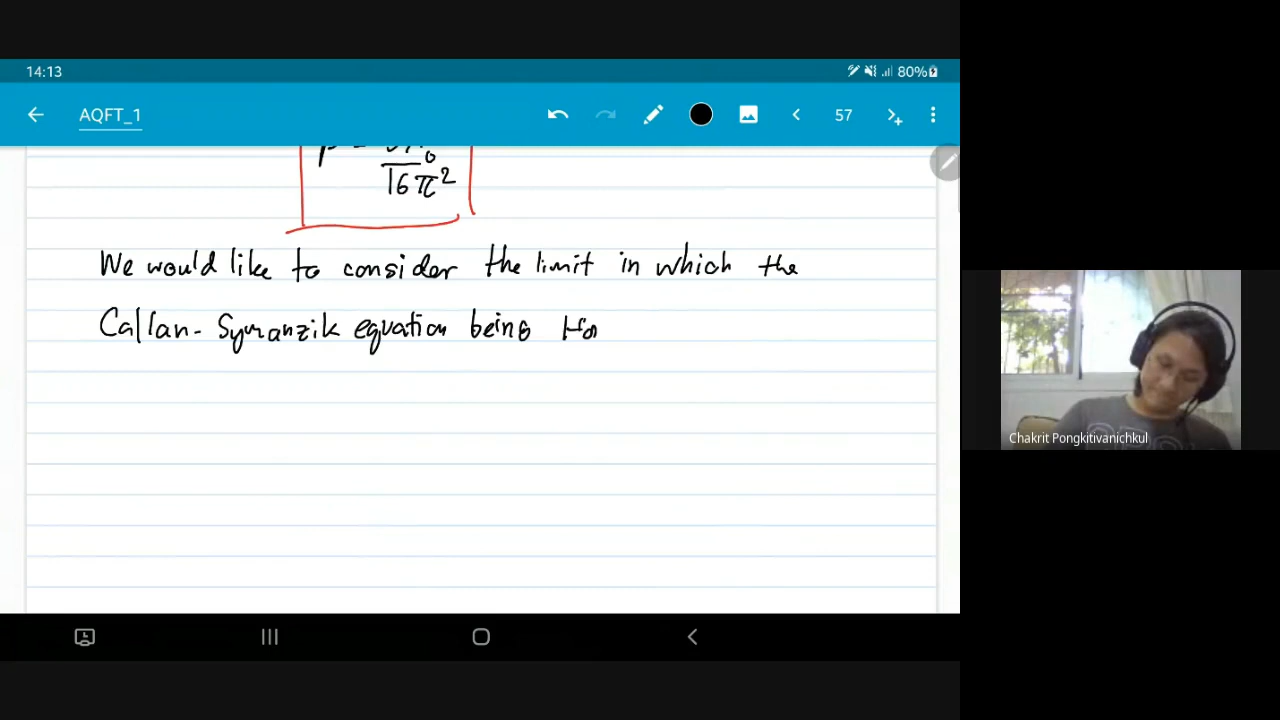 14:13
80%
AQFT_1
57
16π²
We would like to consider the limit in which the
Callan-Symanzik equation being
Chakrit Pongkitivanichkul